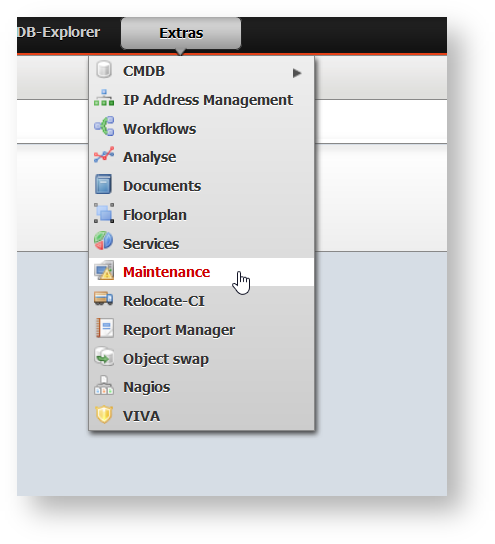 DB-Explorer
Extras
CMDB
IP Address Management
Workflows
Analyse
Documents
Floorplan
Services
Maintenance
Relocate-CI
Report Manager
Object swap
Nagios
VIVA